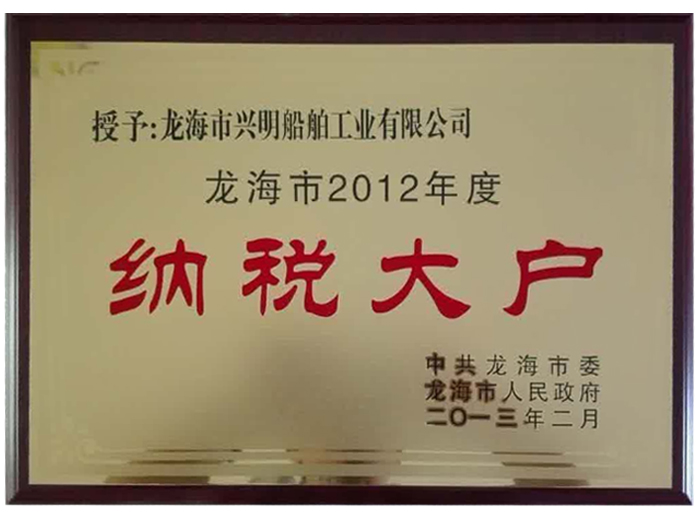 授予:龙海市兴明船舶工业有限公司
龙海市2012年度
纳税大户
中共龙海市委
龙海市人民政府
二〇一三年二月